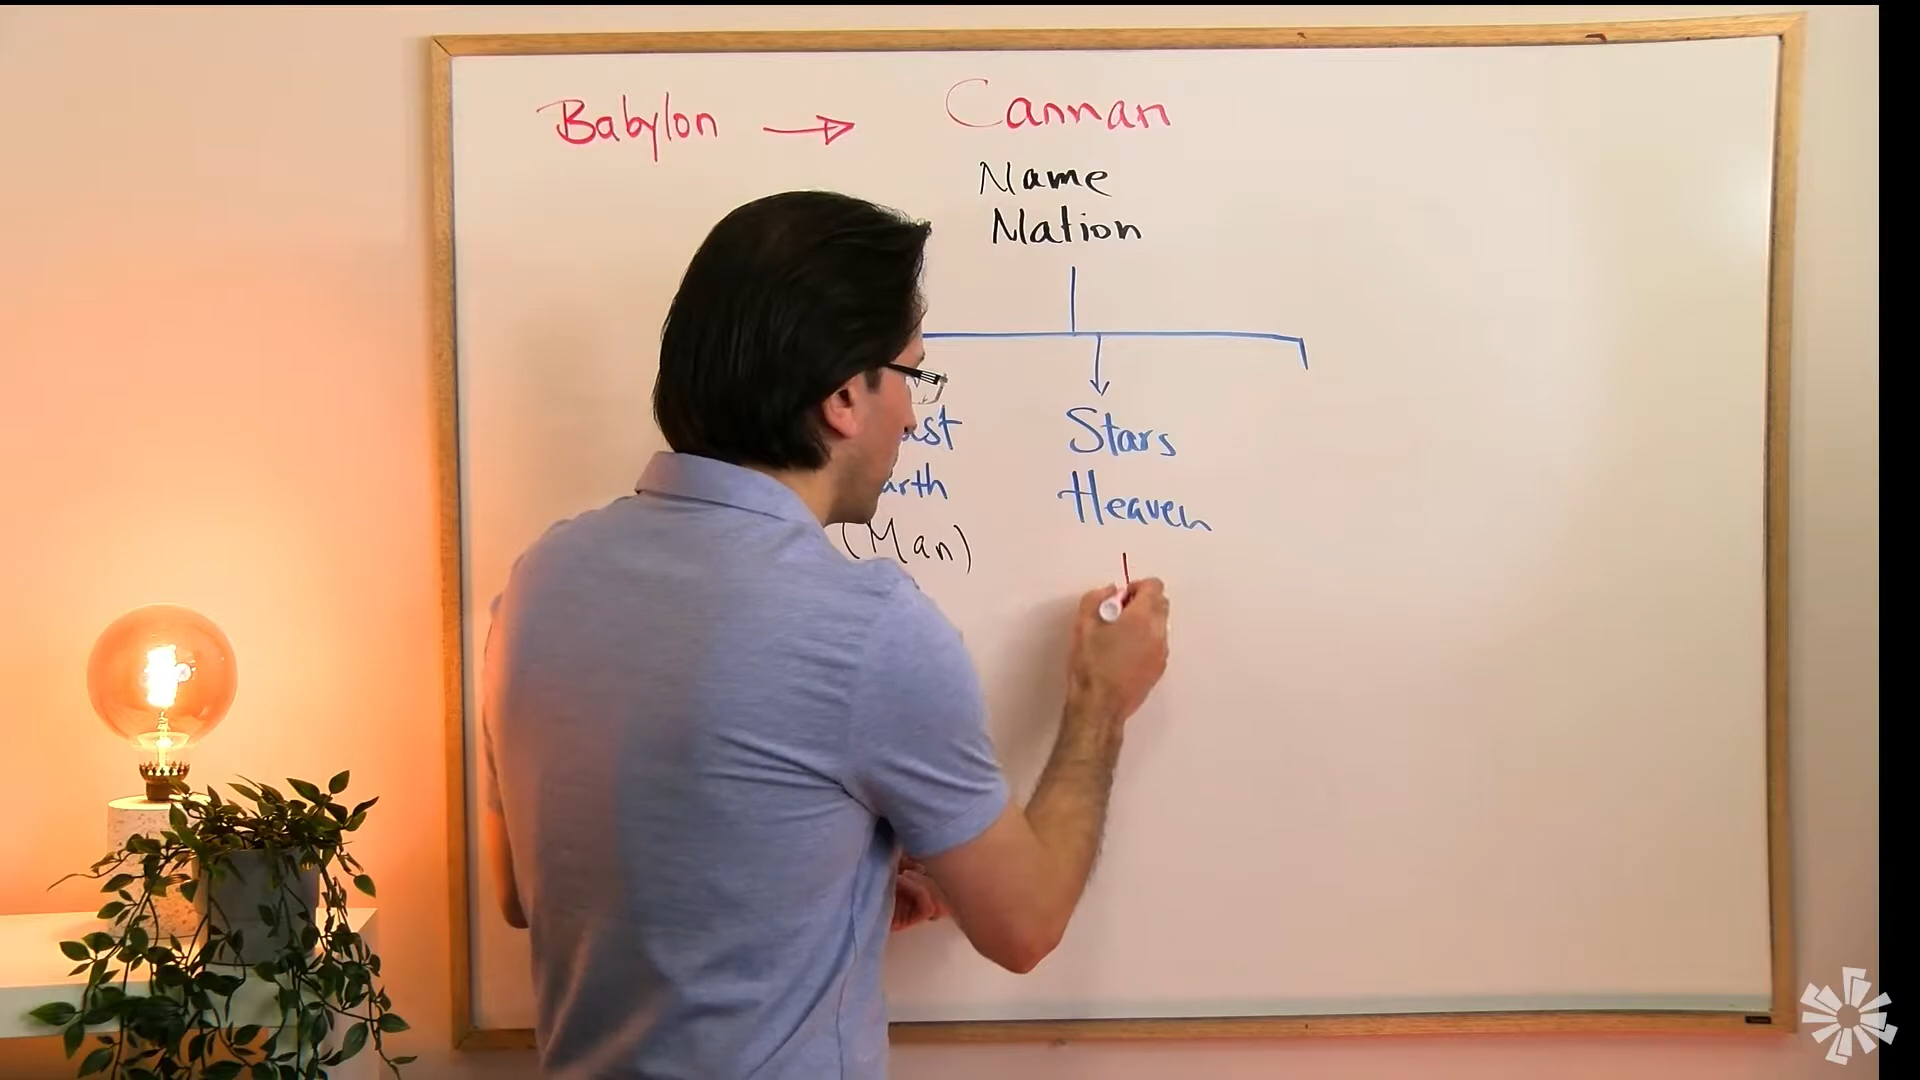 Babylon → Cannan
Name
Nation
Stars
Heaven
(Man)